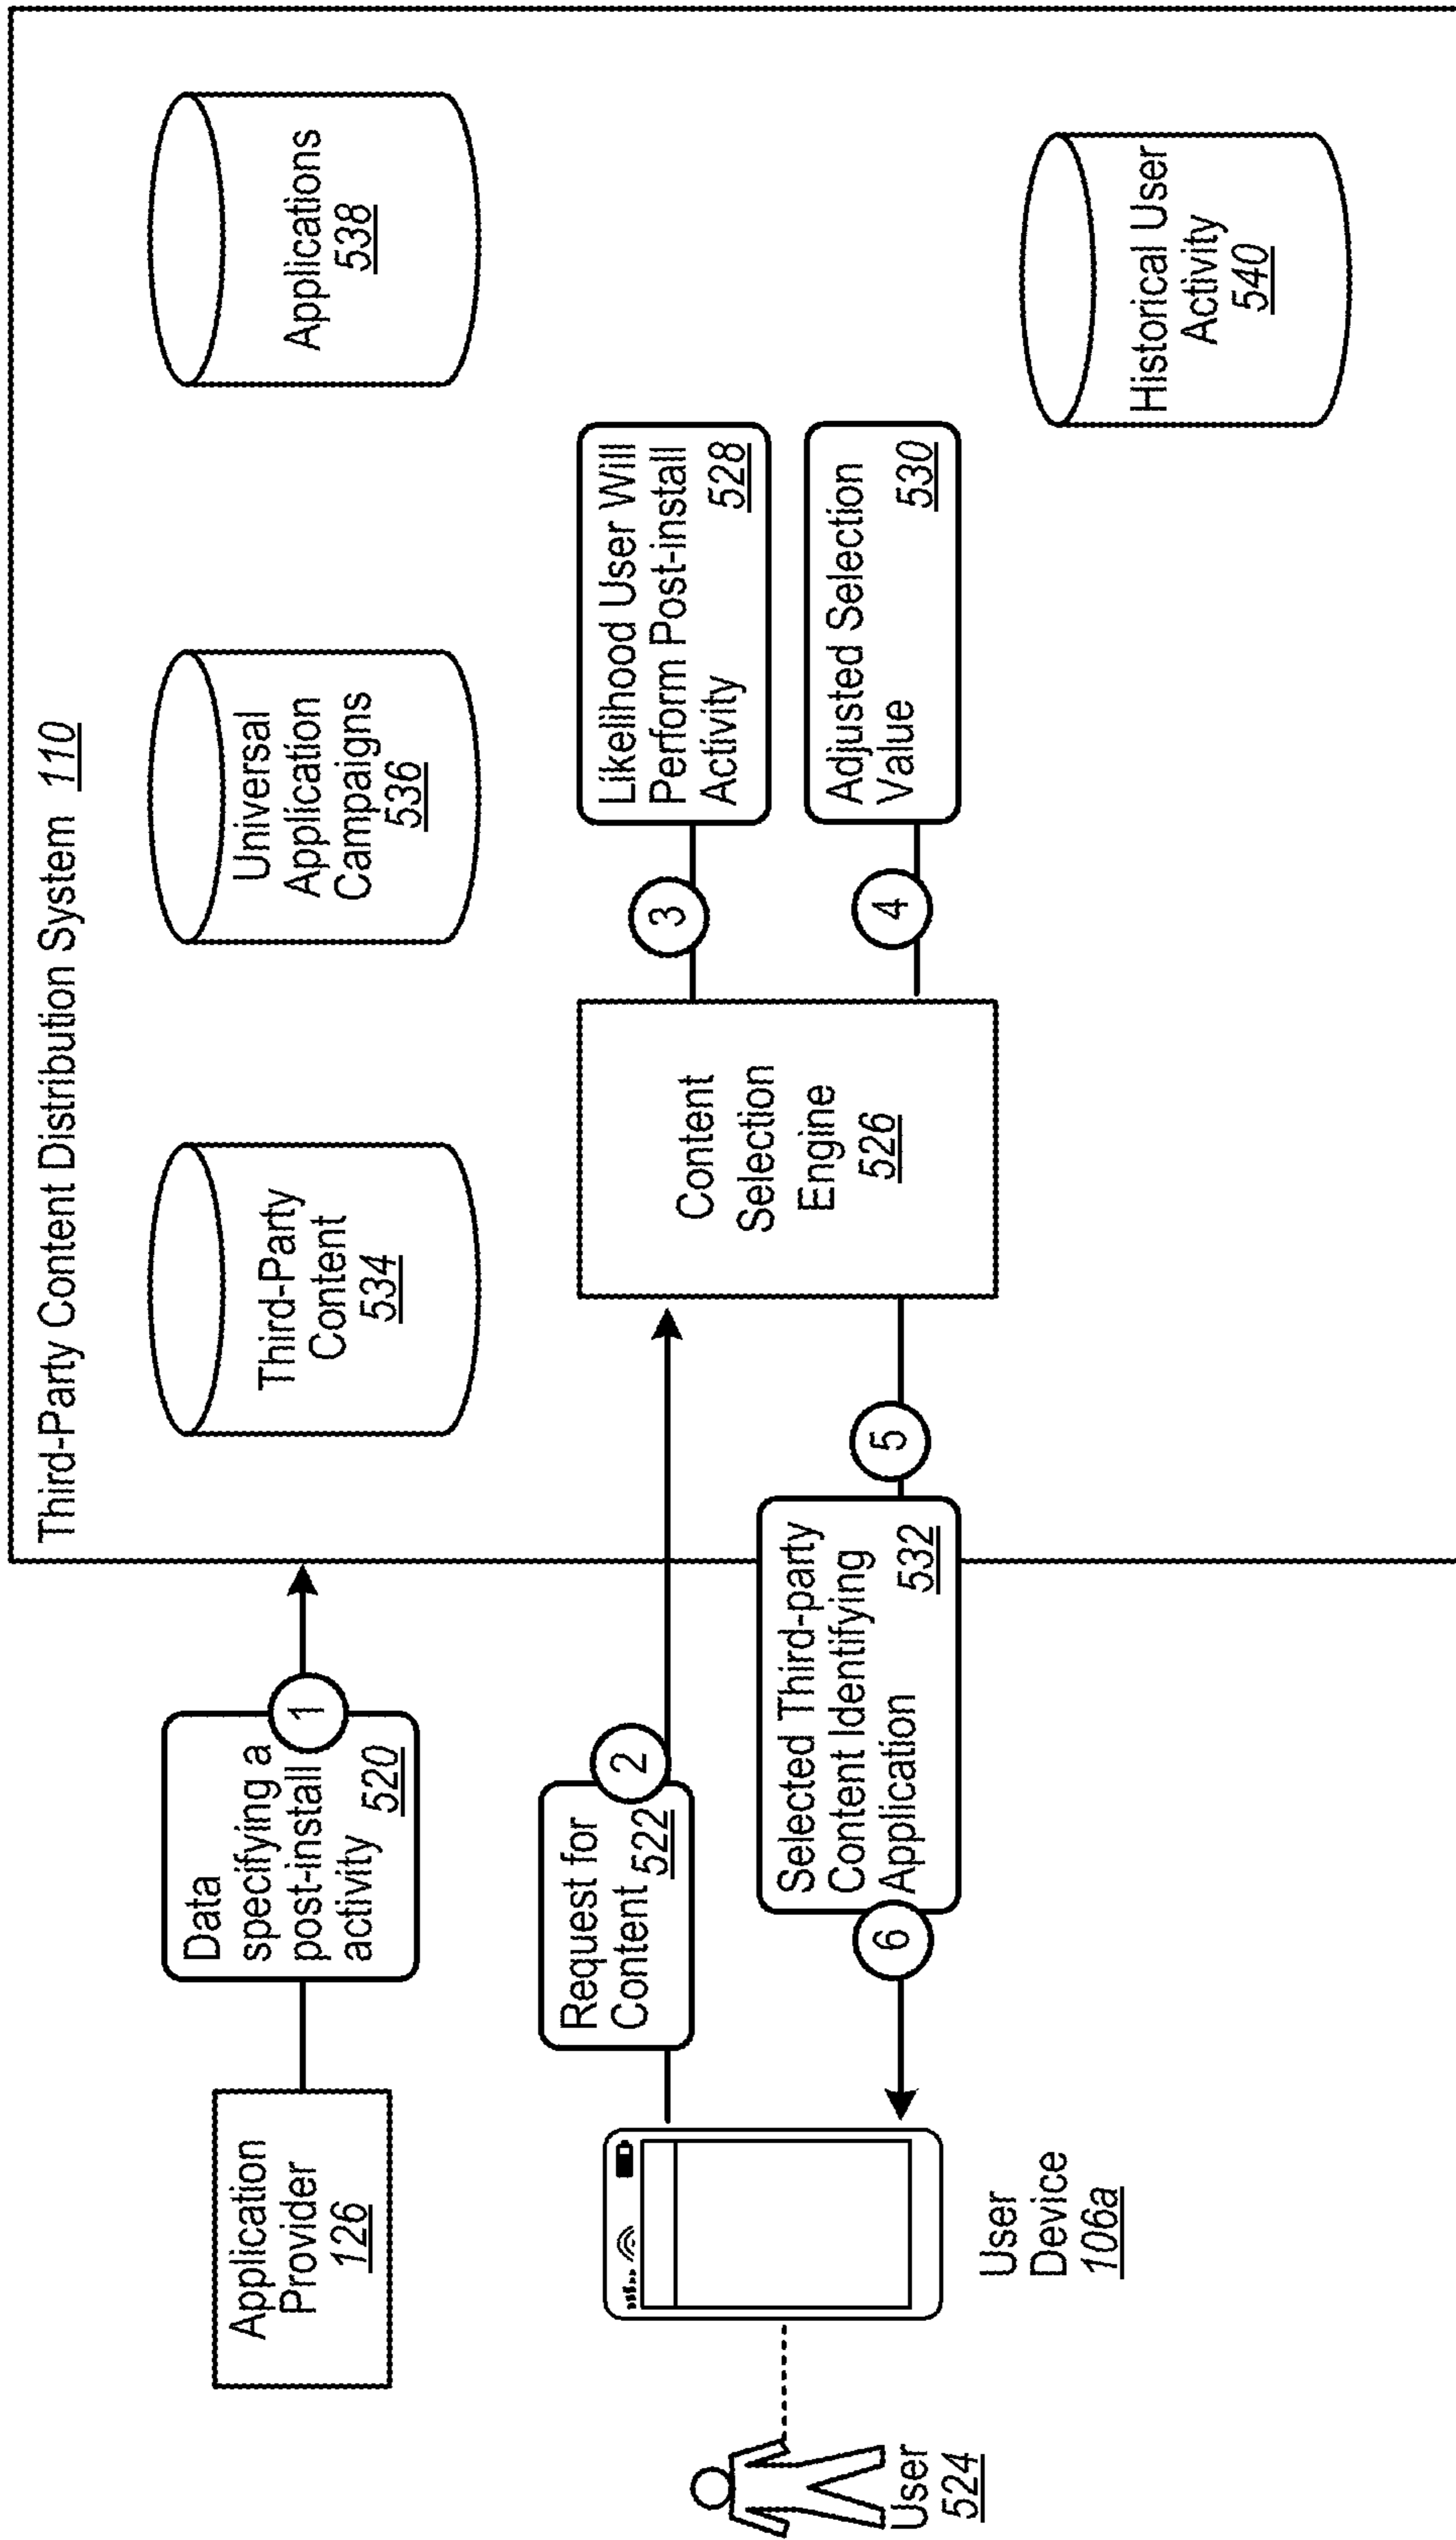 Third-Party Content Distribution System 110
Application
Provider
126
Data
specifying a
post-install
activity 520
1
Third-Party
Content
534
Universal
Application
Campaigns
536
Applications
538
User
524
User
Device
106a
Request for
Content 522
2
Content
Selection
Engine
526
3
Likelihood User Will
Perform Post-install
Activity 528
4
Adjusted Selection
Value 530
5
Selected Third-party
Content Identifying
Application 532
6
Historical User
Activity
540